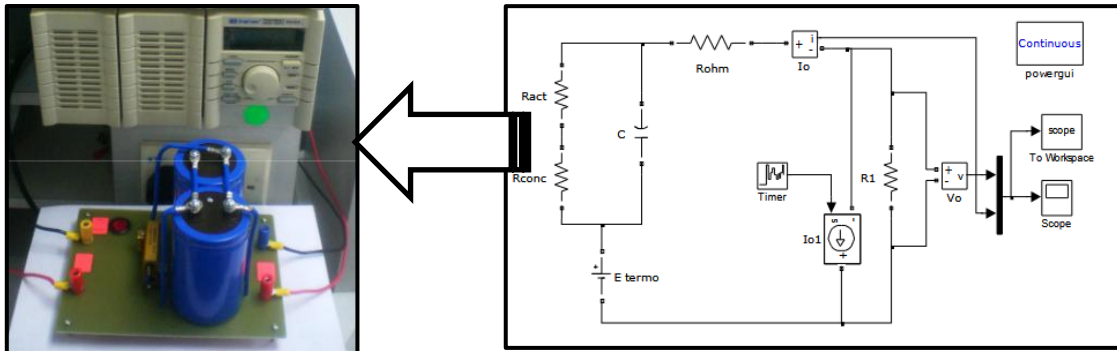 Continuous
powergui
Rohm
i
+
-
Io
Ract
C
Rconc
scope
To Workspace
Timer
R1
+
-
v
Vo
Scope
s
-
+
Io1
+
E termo